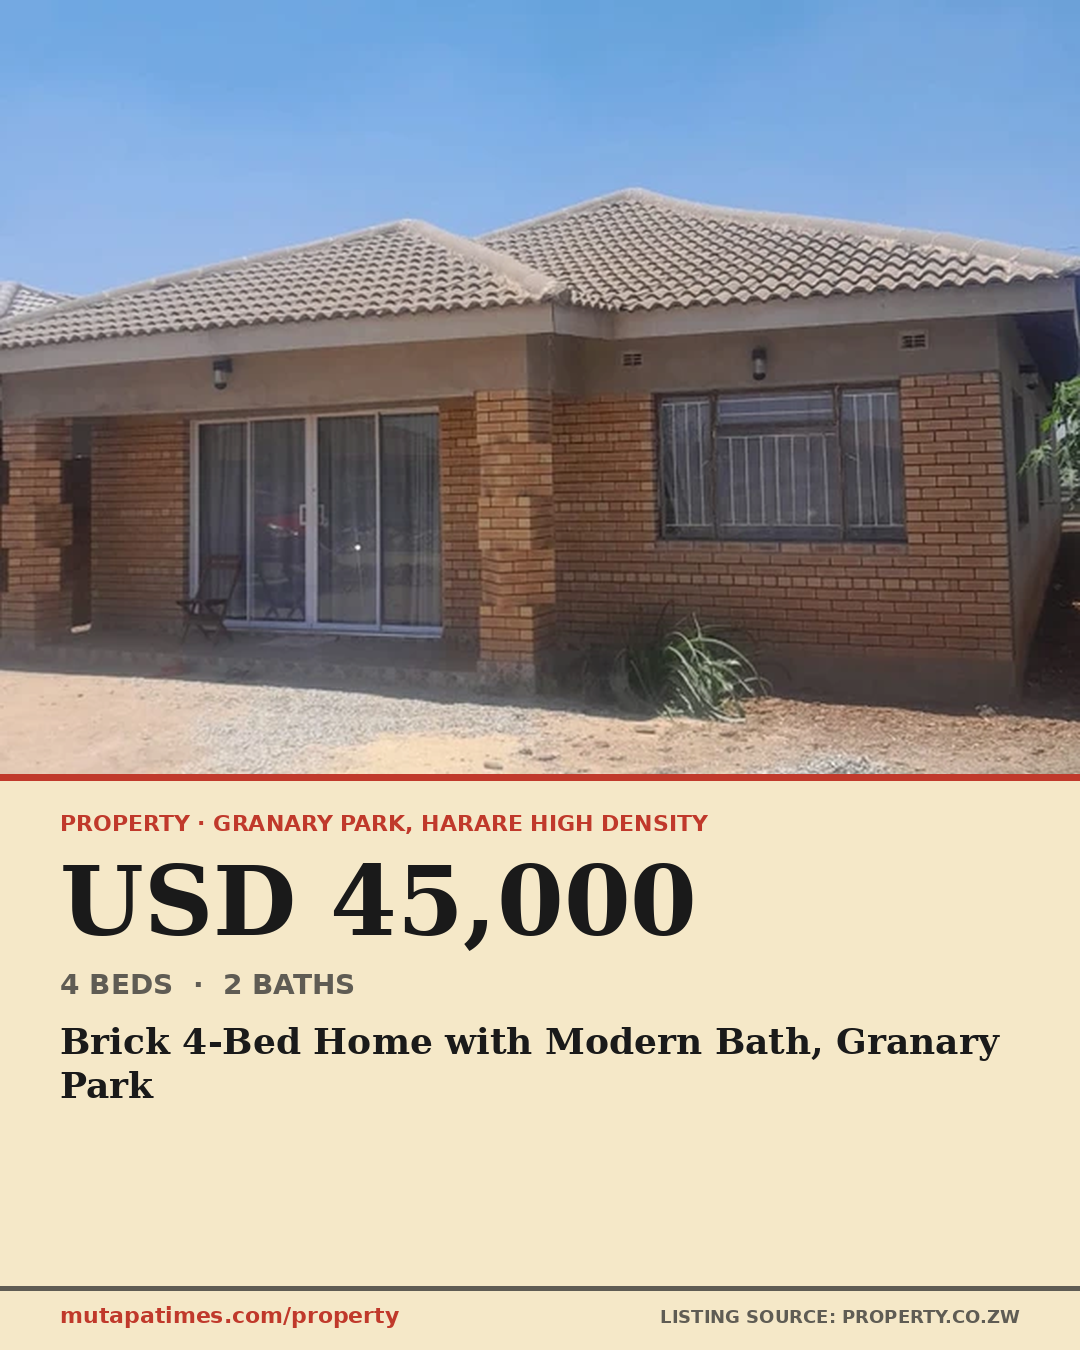 PROPERTY · GRANARY PARK, HARARE HIGH DENSITY
USD 45,000
4 BEDS · 2 BATHS
Brick 4-Bed Home with Modern Bath, Granary
Park
mutapatimes.com/property
LISTING SOURCE: PROPERTY.CO.ZW